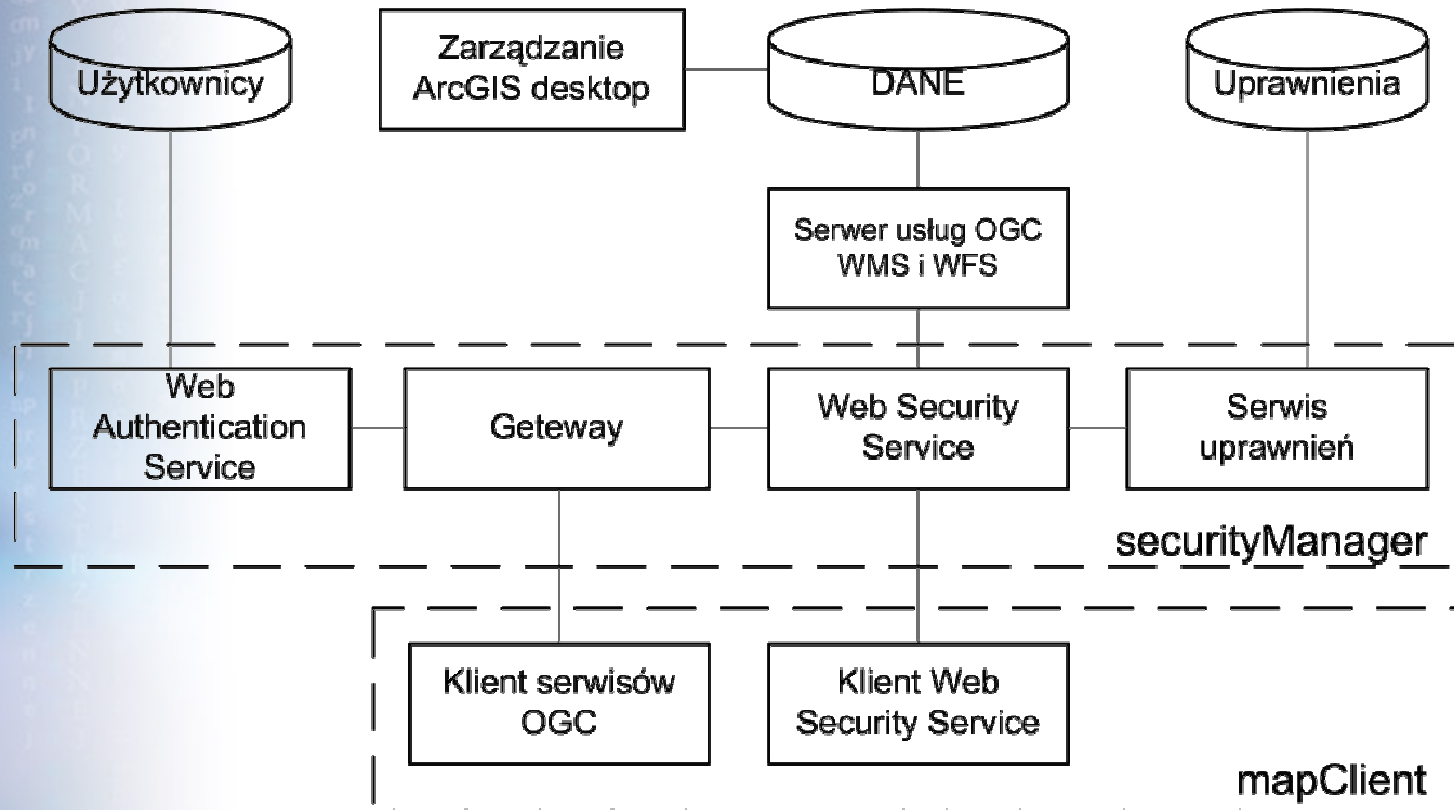 Użytkownicy
Zarządzanie
ArcGIS desktop
DANE
Uprawnienia
Serwer usług OGC
WMS i WFS
Web
Authentication
Service
Geteway
Web Security
Service
Serwis
uprawnień
securityManager
Klient serwisów
OGC
Klient Web
Security Service
mapClient